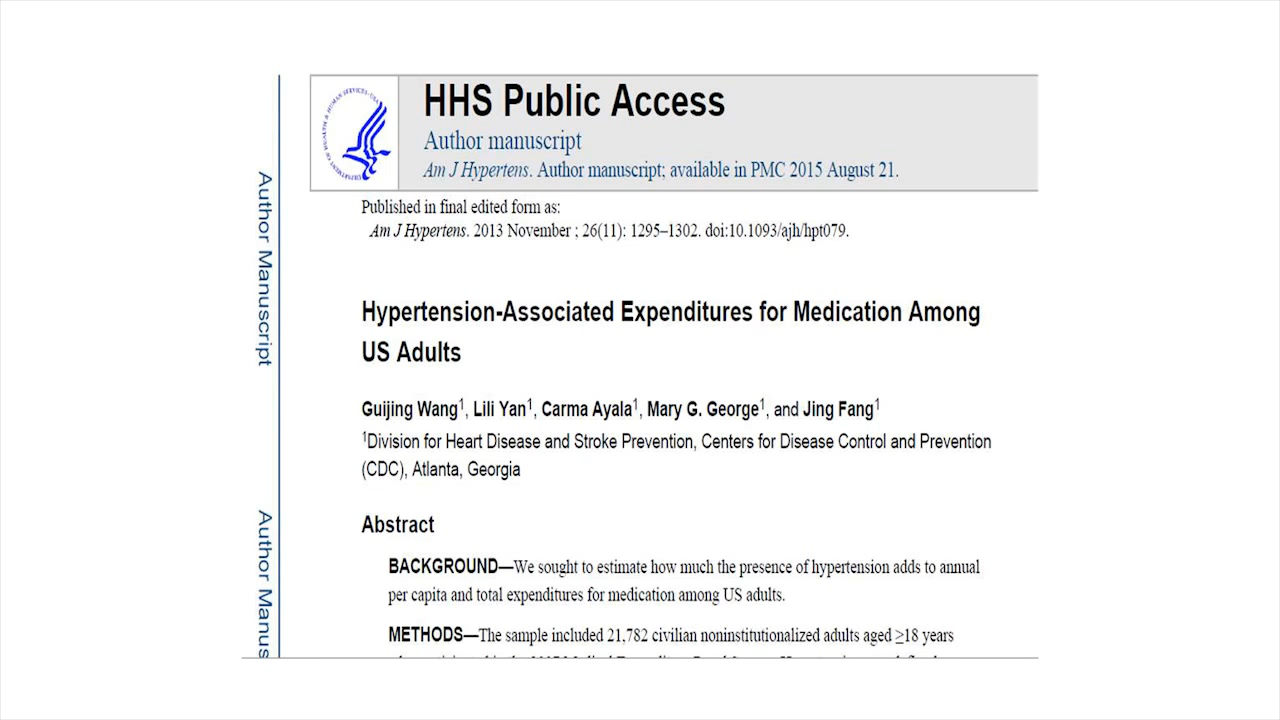 HHS Public Access
Author manuscript
Am J Hypertens. Author manuscript; available in PMC 2015 August 21.
Published in final edited form as:
Am J Hypertens. 2013 November ; 26(11): 1295–1302. doi:10.1093/ajh/hpt079.
Hypertension-Associated Expenditures for Medication Among
US Adults
Guijing Wang1, Lili Yan1, Carma Ayala1, Mary G. George1, and Jing Fang1
1Division for Heart Disease and Stroke Prevention, Centers for Disease Control and Prevention
(CDC), Atlanta, Georgia
Abstract
BACKGROUND—We sought to estimate how much the presence of hypertension adds to annual
per capita and total expenditures for medication among US adults.
METHODS—The sample included 21,782 civilian noninstitutionalized adults aged ≥18 years
Author Manuscript
Author Manus